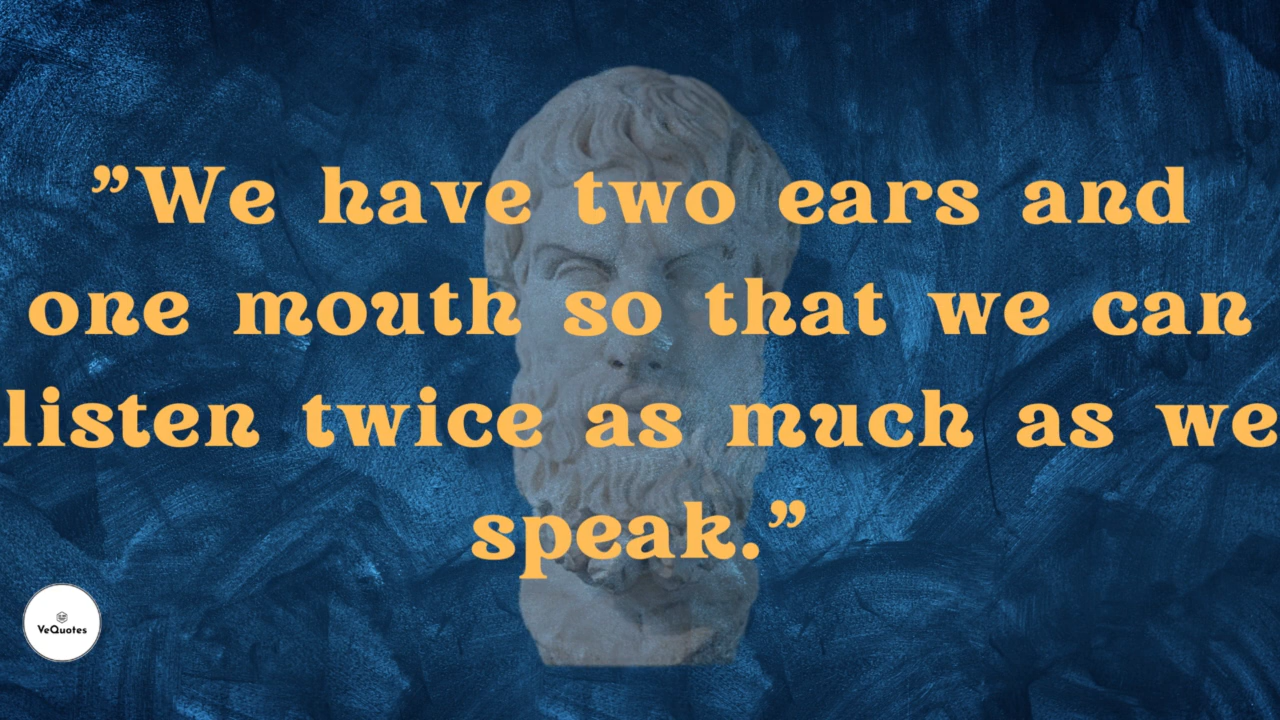 ”We have two ears and
one mouth so that we can
listen twice as much as we
speak.”
VeQuotes